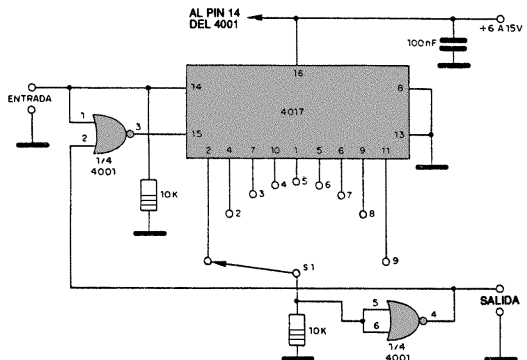 AL PIN 14
DEL 4001
+6 A 15V
100nF
16
ENTRADA
14
8
4017
1
3
15
13
2
2 4 7 10 1 5 6 9 11
1/4
4001
10K
4 5 6
3 7
2 8
S1
9
SALIDA
5
4
6
10K
1/4
4001